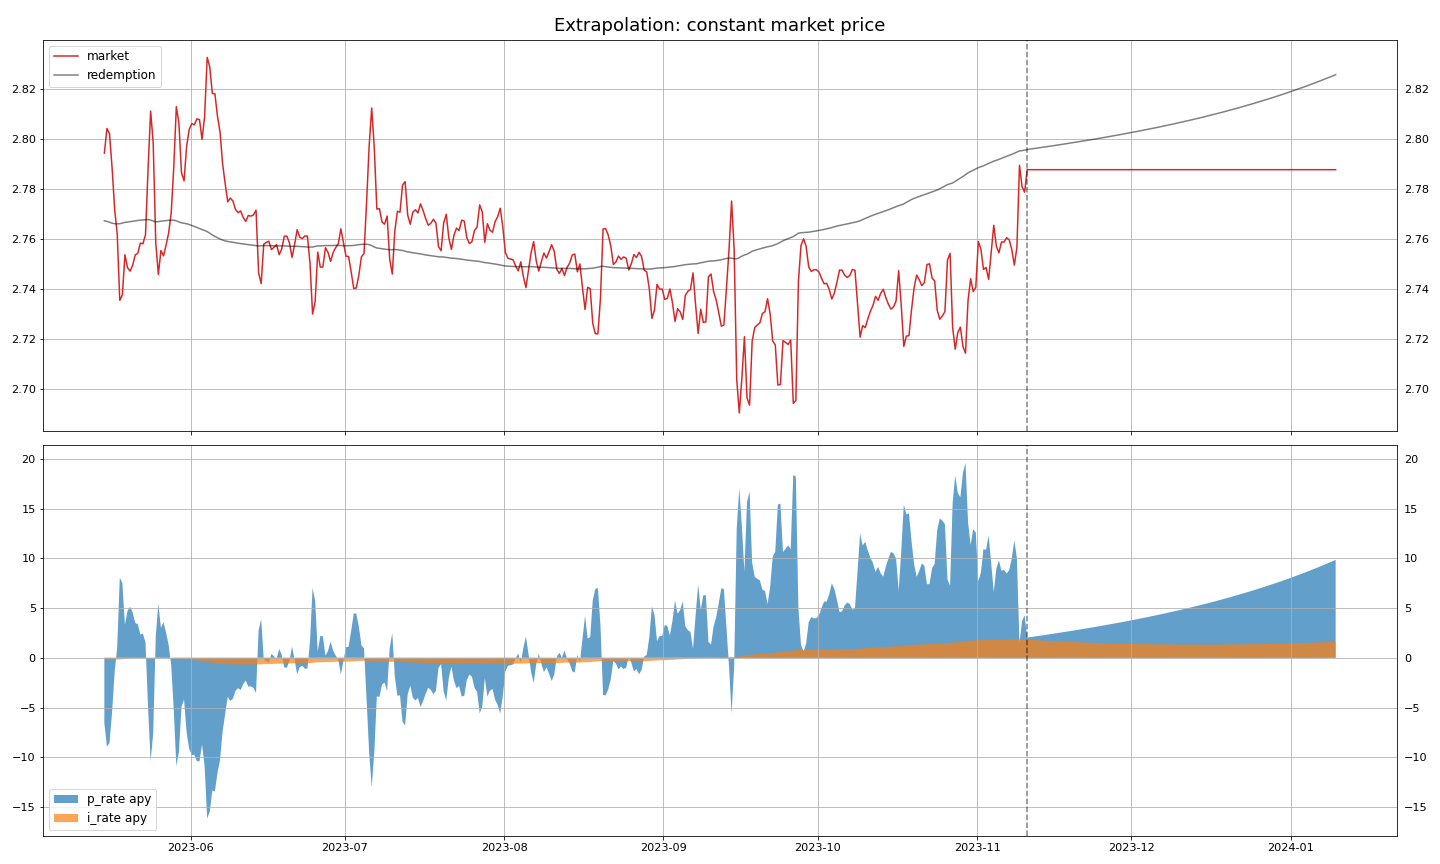 Extrapolation: constant market price
market
redemption
2.82 2.82
2.80 2.80
2.78 2.78
2.76 2.76
2.74 2.74
2.72 2.72
2.70 2.70
20 20
15 15
10 10
5 5
0 0
−5 −5
−10 −10
−15 −15
p_rate apy
i_rate apy
2023-06 2023-07 2023-08 2023-09 2023-10 2023-11 2023-12 2024-01